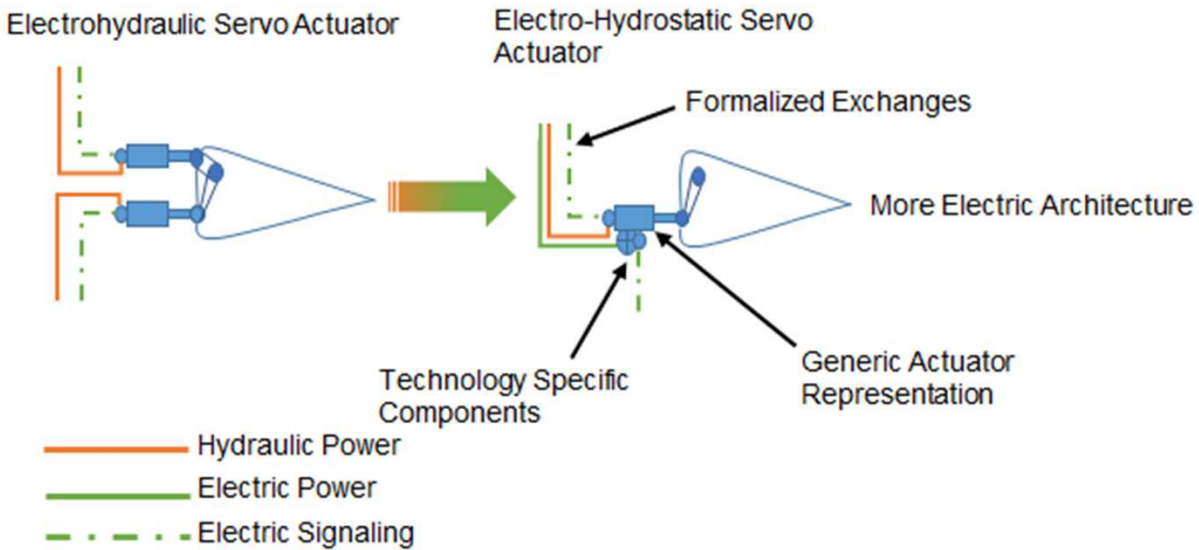 Electrohydraulic Servo Actuator
Electro-Hydrostatic Servo
Actuator
Formalized Exchanges
More Electric Architecture
Generic Actuator
Representation
Technology Specific
Components
Hydraulic Power
Electric Power
Electric Signaling